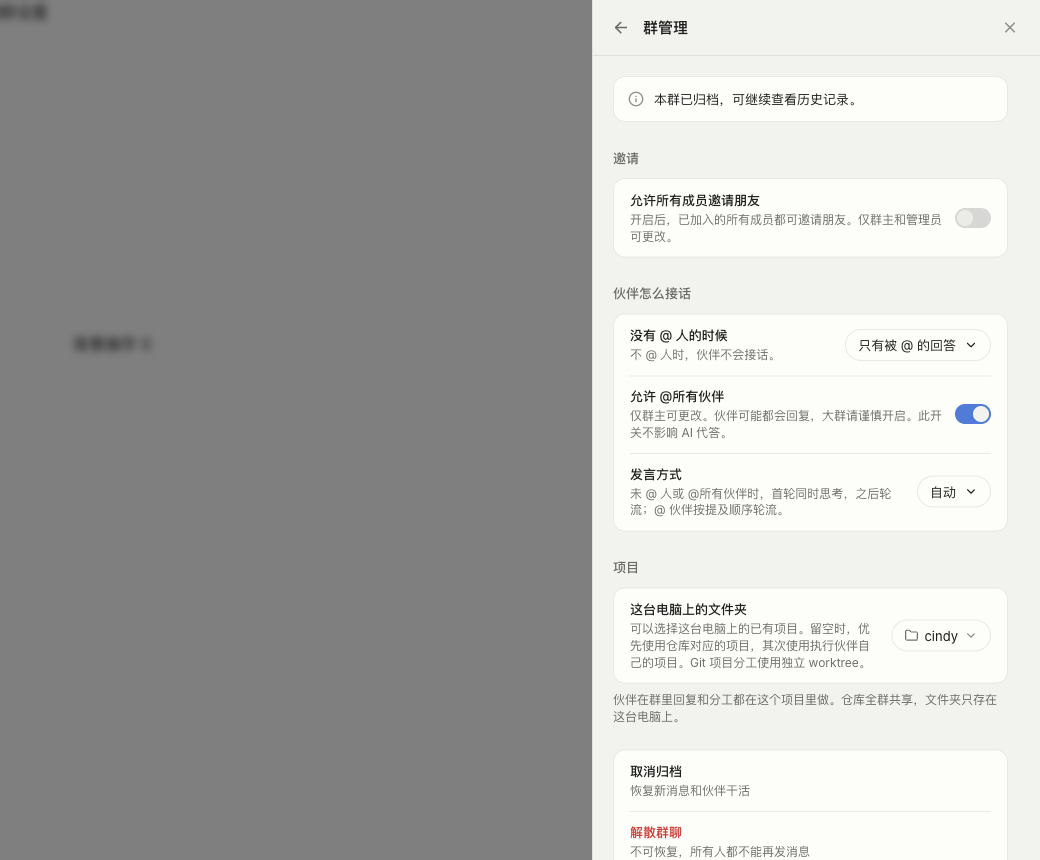 群管理
本群已归档，可继续查看历史记录。
邀请
允许所有成员邀请朋友
开启后，已加入的所有成员都可邀请朋友。仅群主和管理员
可更改。
伙伴怎么接话
没有 @ 人的时候
不 @ 人时，伙伴不会接话。
只有被 @ 的回答
允许 @所有伙伴
仅群主可更改。伙伴可能都会回复，大群请谨慎开启。此开
关不影响 AI 代答。
发言方式
未 @ 人或 @所有伙伴时，首轮同时思考，之后轮
流；@ 伙伴按提及顺序轮流。
自动
项目
这台电脑上的文件夹
可以选择这台电脑上的已有项目。留空时，优
先使用仓库对应的项目，其次使用执行伙伴自
己的项目。Git 项目分工使用独立 worktree。
cindy
伙伴在群里回复和分工都在这个项目里做。仓库全群共享，文件夹只存在
这台电脑上。
取消归档
恢复新消息和伙伴干活
解散群聊
不可恢复，所有人都不能再发消息